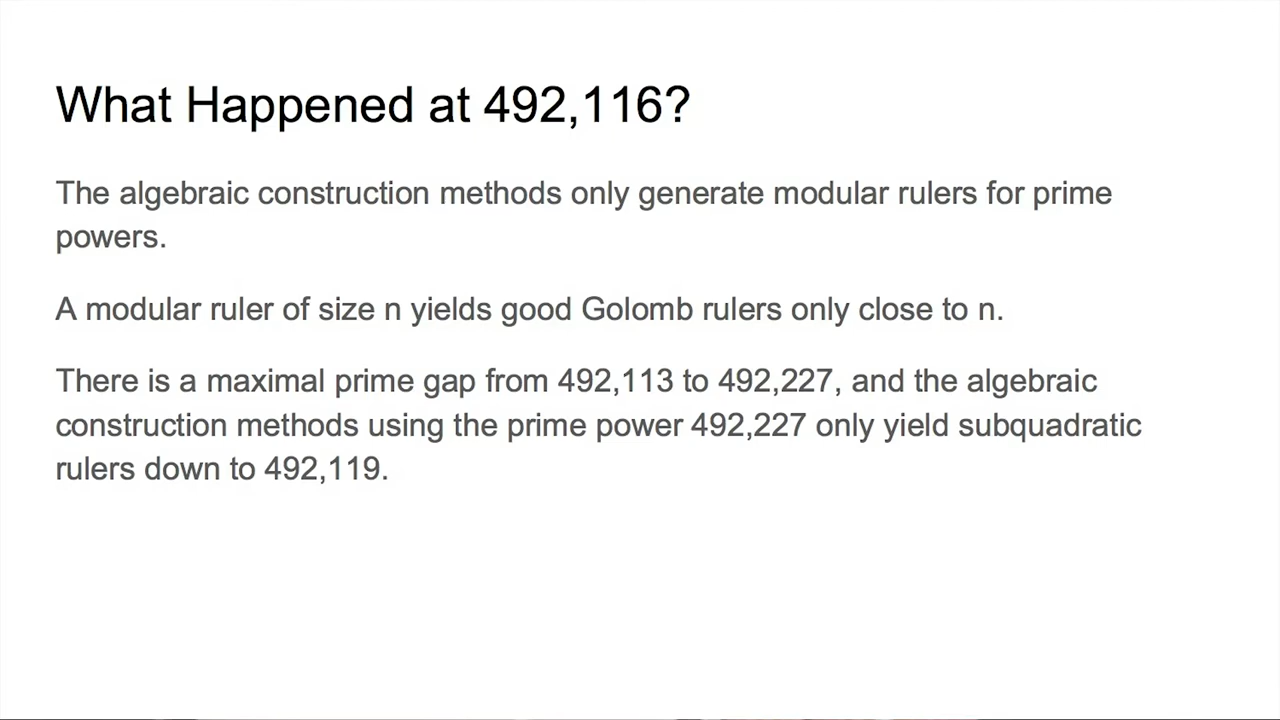 What Happened at 492,116?
The algebraic construction methods only generate modular rulers for prime
powers.
A modular ruler of size n yields good Golomb rulers only close to n.
There is a maximal prime gap from 492,113 to 492,227, and the algebraic
construction methods using the prime power 492,227 only yield subquadratic
rulers down to 492,119.